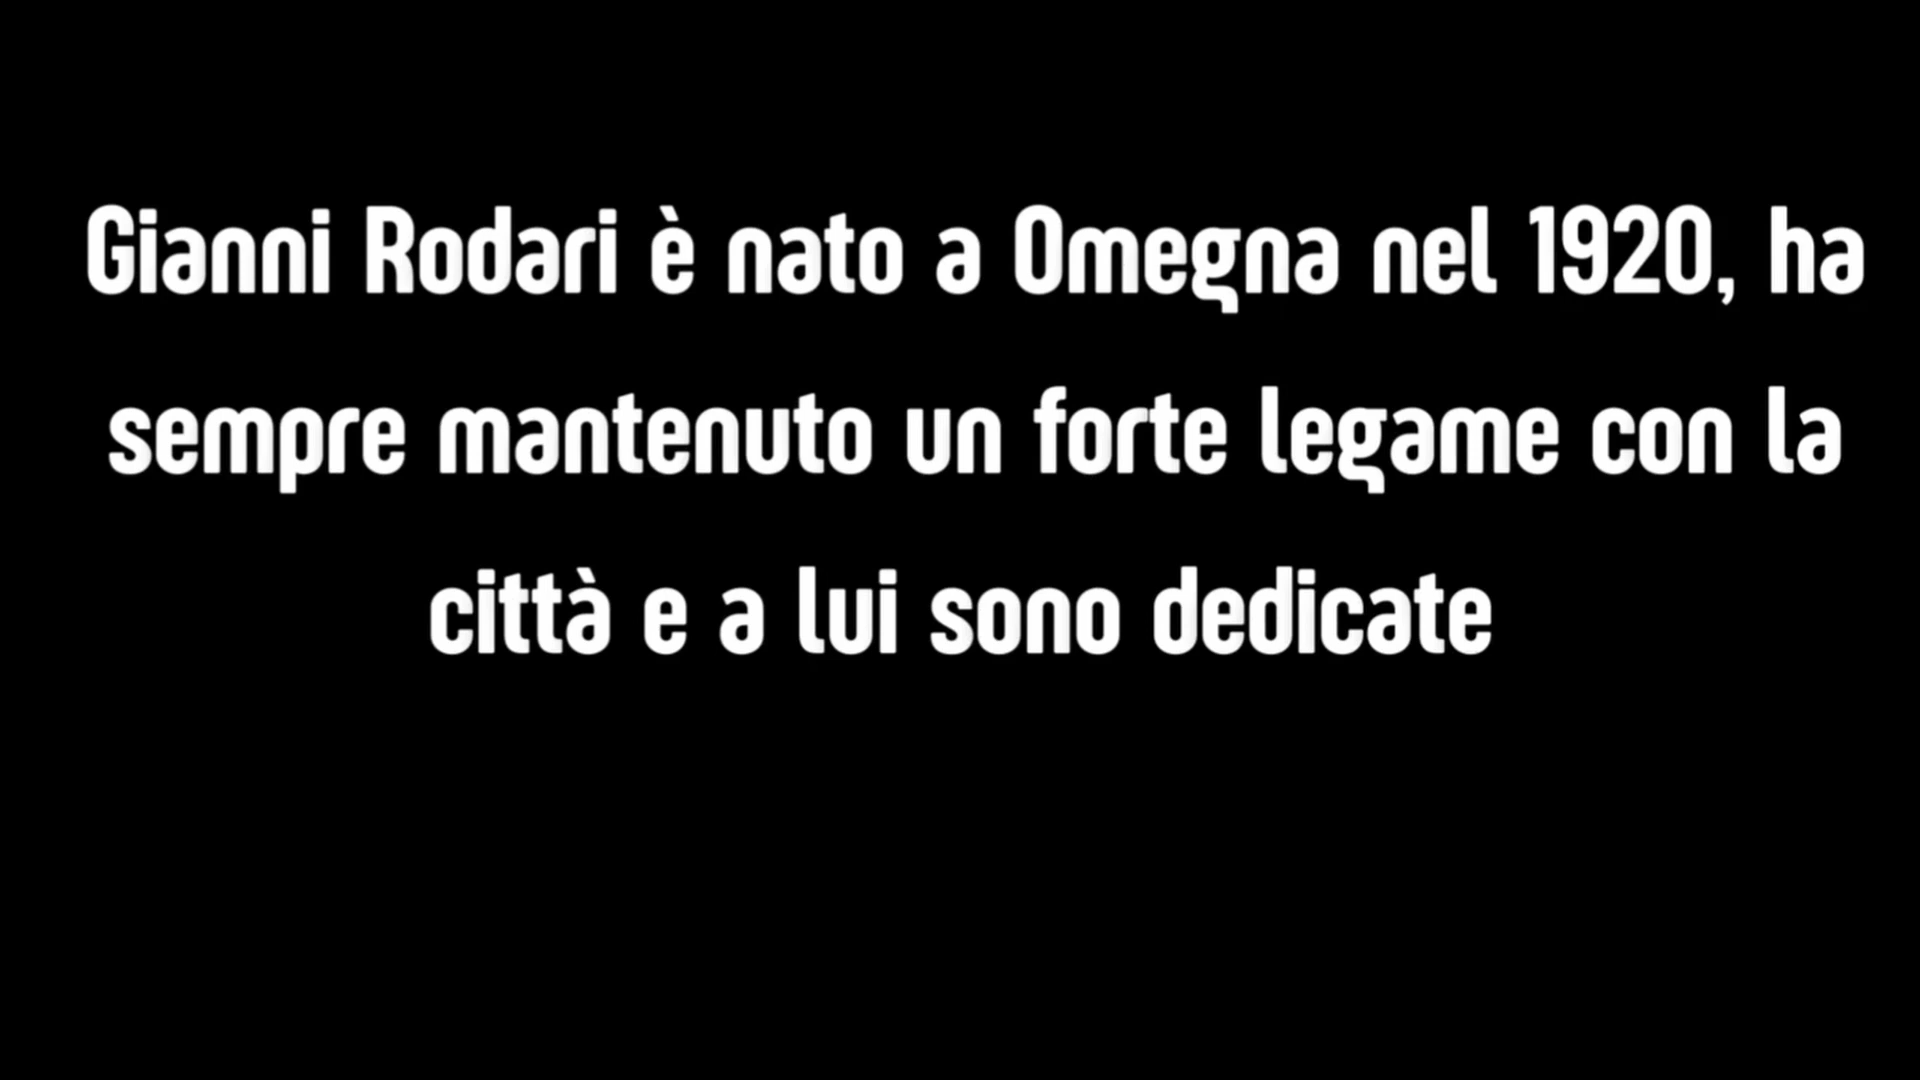 Gianni Rodari è nato a Omegna nel 1920, ha
sempre mantenuto un forte legame con la
città e a lui sono dedicate